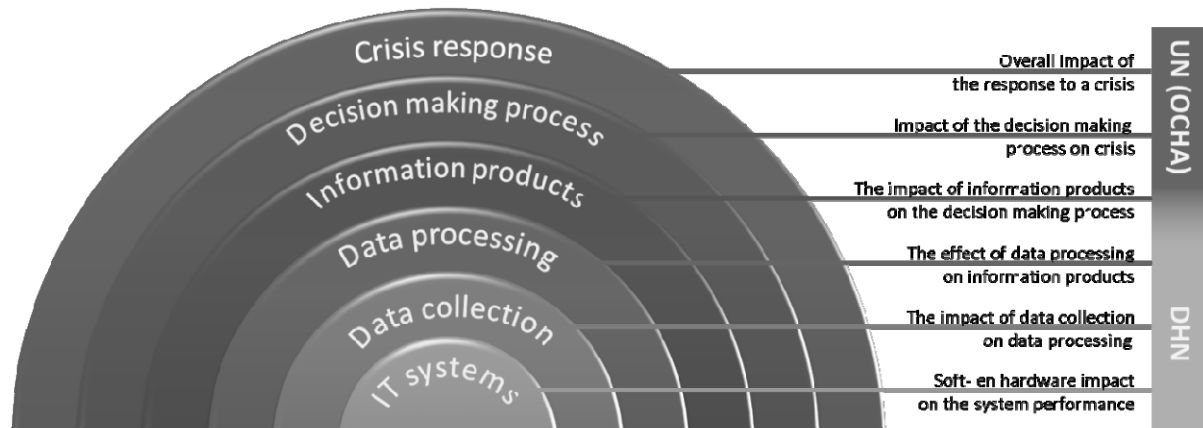 Crisis response
Decision making process
Information products
Data processing
Data collection
IT systems
Overall impact of
the response to a crisis
Impact of the decision making
process on crisis
The impact of information products
on the decision making process
The effect of data processing
on information products
The impact of data collection
on data processing
Soft- en hardware impact
on the system performance
UN (OCHA)
DHN